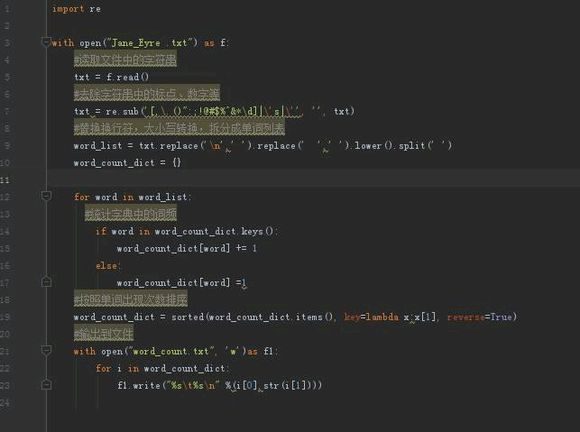 1 import re
2
3 with open("Jane_Eyre .txt") as f:
4 #读取文件中的字符串
5 txt = f.read()
6 #去除字符串中的标点、数字等
7 txt = re.sub('[,\ ()":;!@#$%^&*\d]|\'s|\'', '', txt)
8 #替换换行符，大小写转换，拆分成单词列表
9 word_list = txt.replace('\n',' ').replace('  ',' ').lower().split(' ')
10 word_count_dict = {}
11
12 for word in word_list:
13 #统计字典中的词频
14 if word in word_count_dict.keys():
15 word_count_dict[word] += 1
16 else:
17 word_count_dict[word] =1
18 #按照单词出现次数排序
19 word_count_dict = sorted(word_count_dict.items(), key=lambda x:x[1], reverse=True)
20 #输出到文件
21 with open("word_count.txt", 'w')as f1:
22 for i in word_count_dict:
23 f1.write("%s\t%s\n" %(i[0],str(i[1])))
24